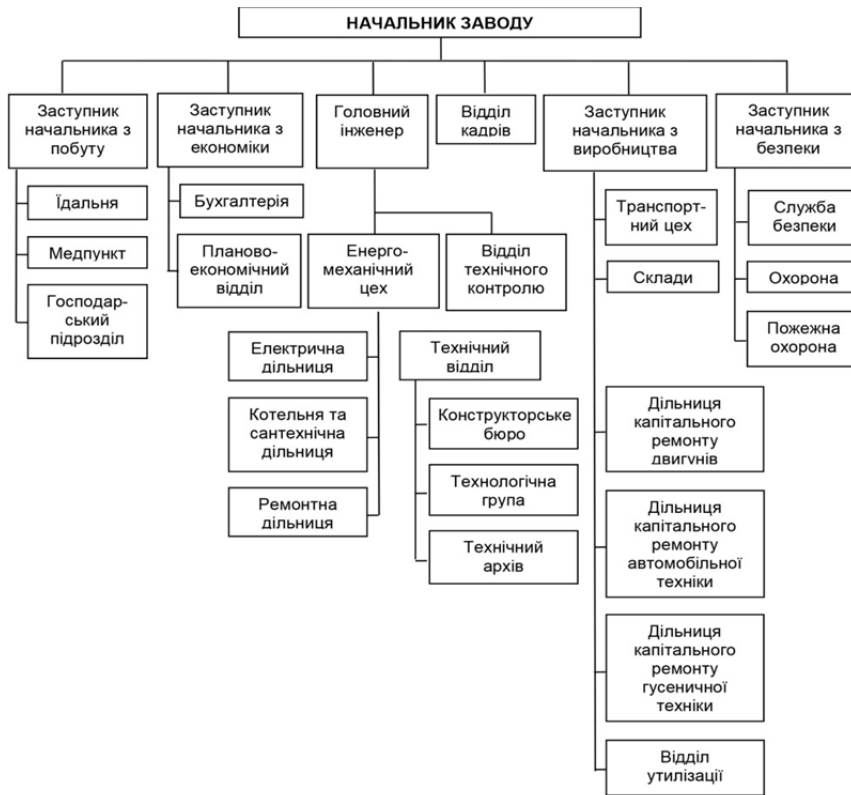 НАЧАЛЬНИК ЗАВОДУ
Заступник
начальника з
побуту
Заступник
начальника з
економіки
Головний
інженер
Відділ
кадрів
Заступник
начальника з
виробництва
Заступник
начальника з
безпеки
Їдальня
Медпункт
Господар-
ський
підрозділ
Бухгалтерія
Планово-
економічний
відділ
Енерго-
механічний
цех
Відділ
технічного
контролю
Електрична
дільниця
Котельня та
сантехнічна
дільниця
Ремонтна
дільниця
Технічний
відділ
Конструкторське
бюро
Технологічна
група
Технічний
архів
Транспорт-
ний цех
Склади
Дільниця
капітального
ремонту
двигунів
Дільниця
капітального
ремонту
автомобільної
техніки
Дільниця
капітального
ремонту
гусеничної
техніки
Відділ
утилізації
Служба
безпеки
Охорона
Пожежна
охорона